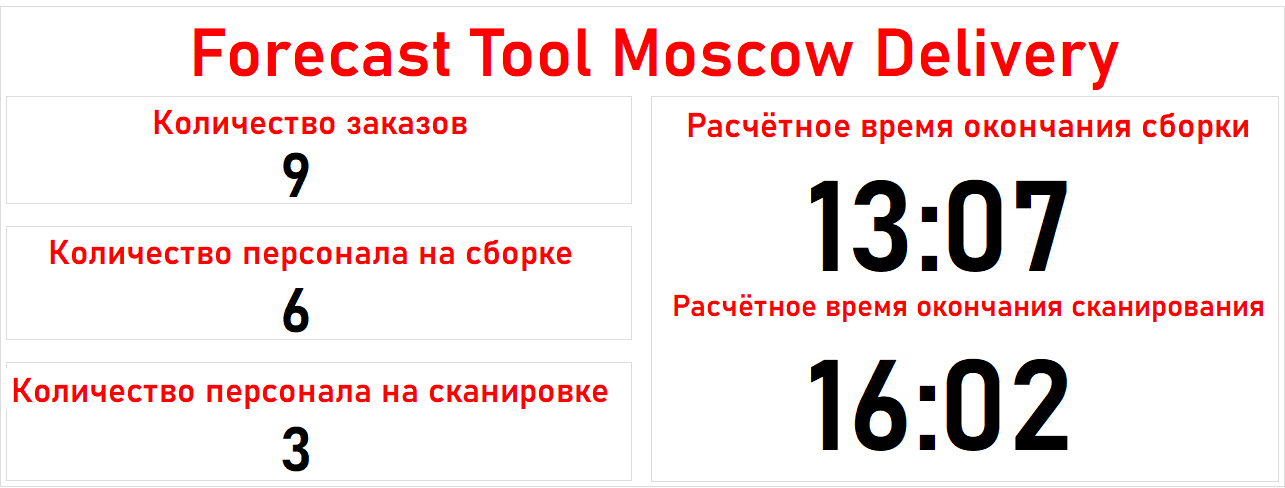 Forecast Tool Moscow Delivery
Количество заказов
9
Количество персонала на сборке
6
Количество персонала на сканировке
3
Расчётное время окончания сборки
13:07
Расчётное время окончания сканирования
16:02